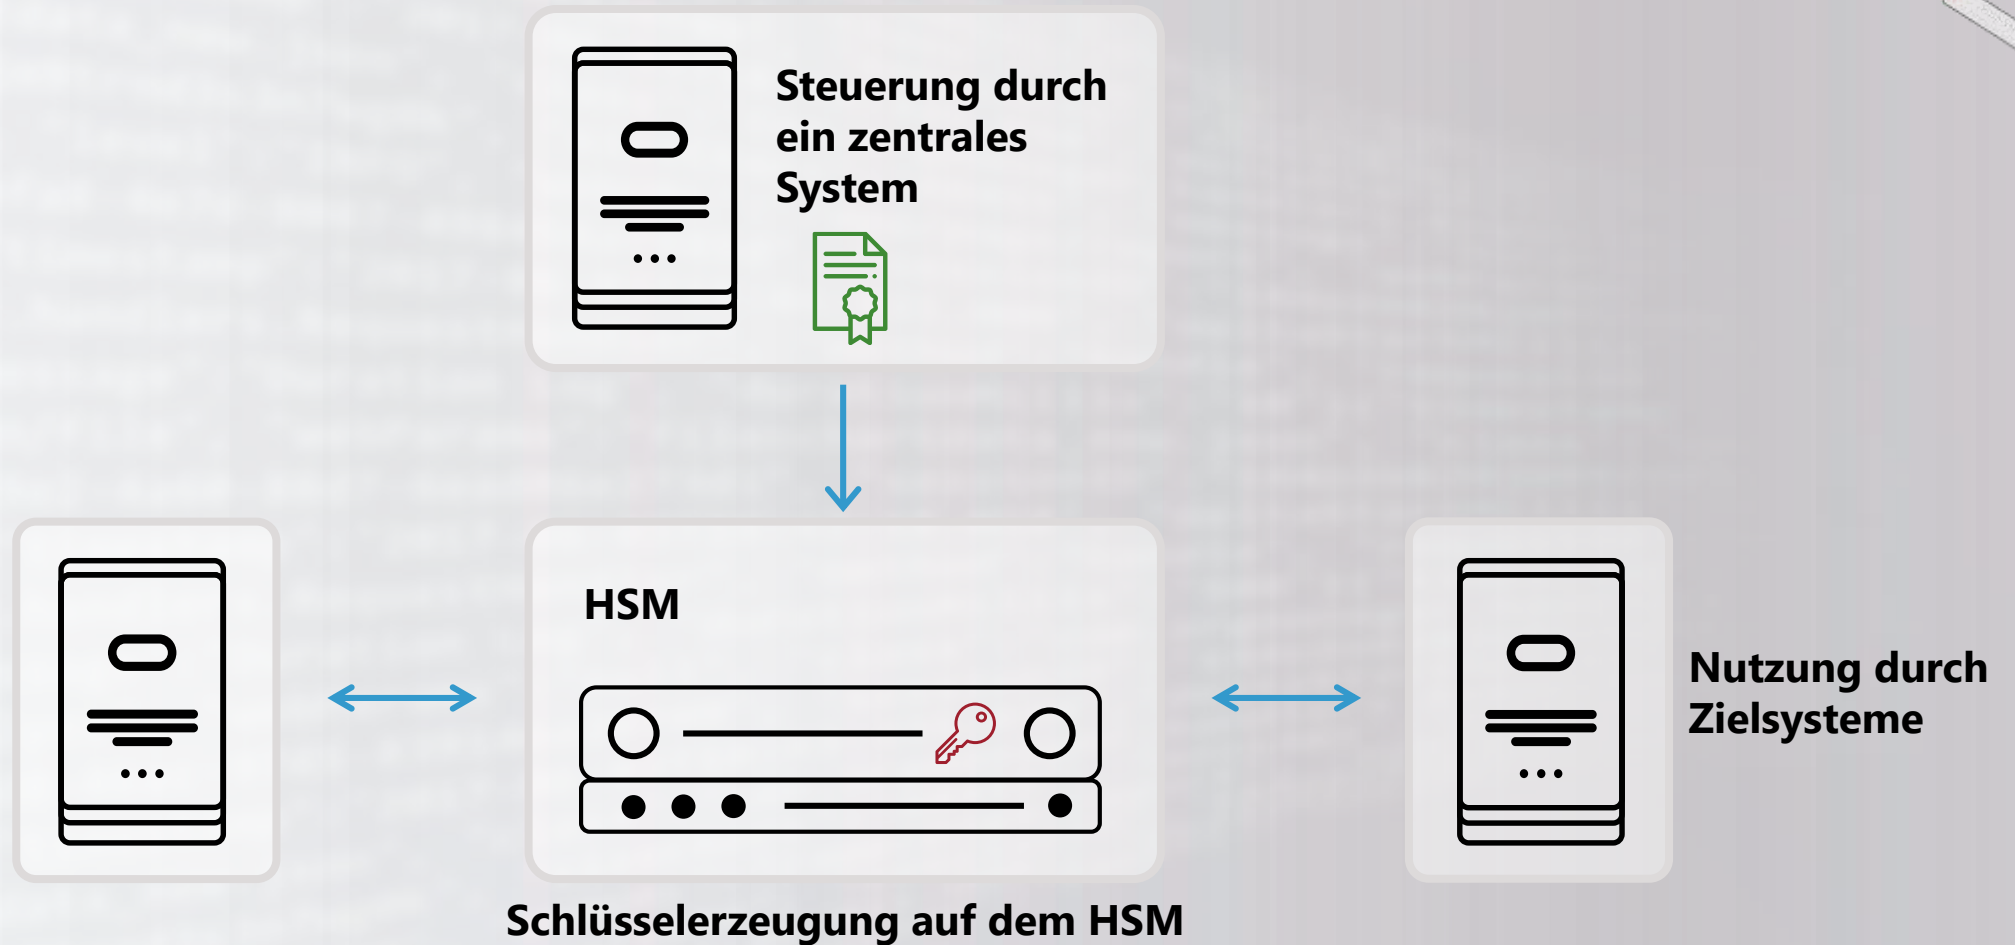 Steuerung durch
ein zentrales
System
HSM
Nutzung durch
Zielsysteme
Schlüsselerzeugung auf dem HSM